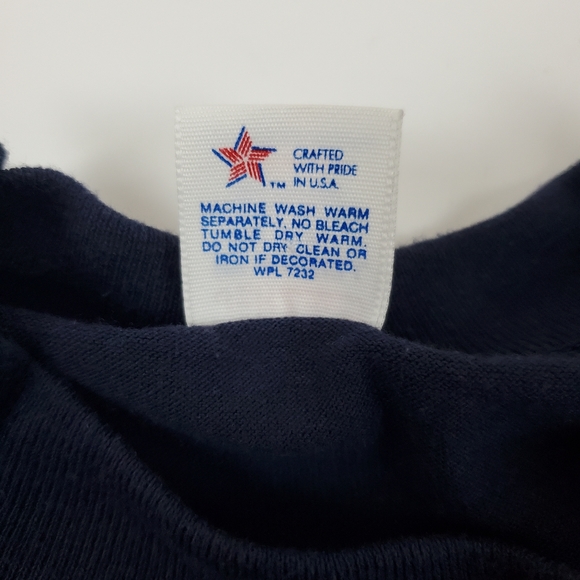 CRAFTED
WITH PRIDE
IN U.S.A.
TM
MACHINE WASH WARM
SEPARATELY. NO BLEACH
TUMBLE DRY WARM.
DO NOT DRY CLEAN OR
IRON IF DECORATED.
WPL 7232